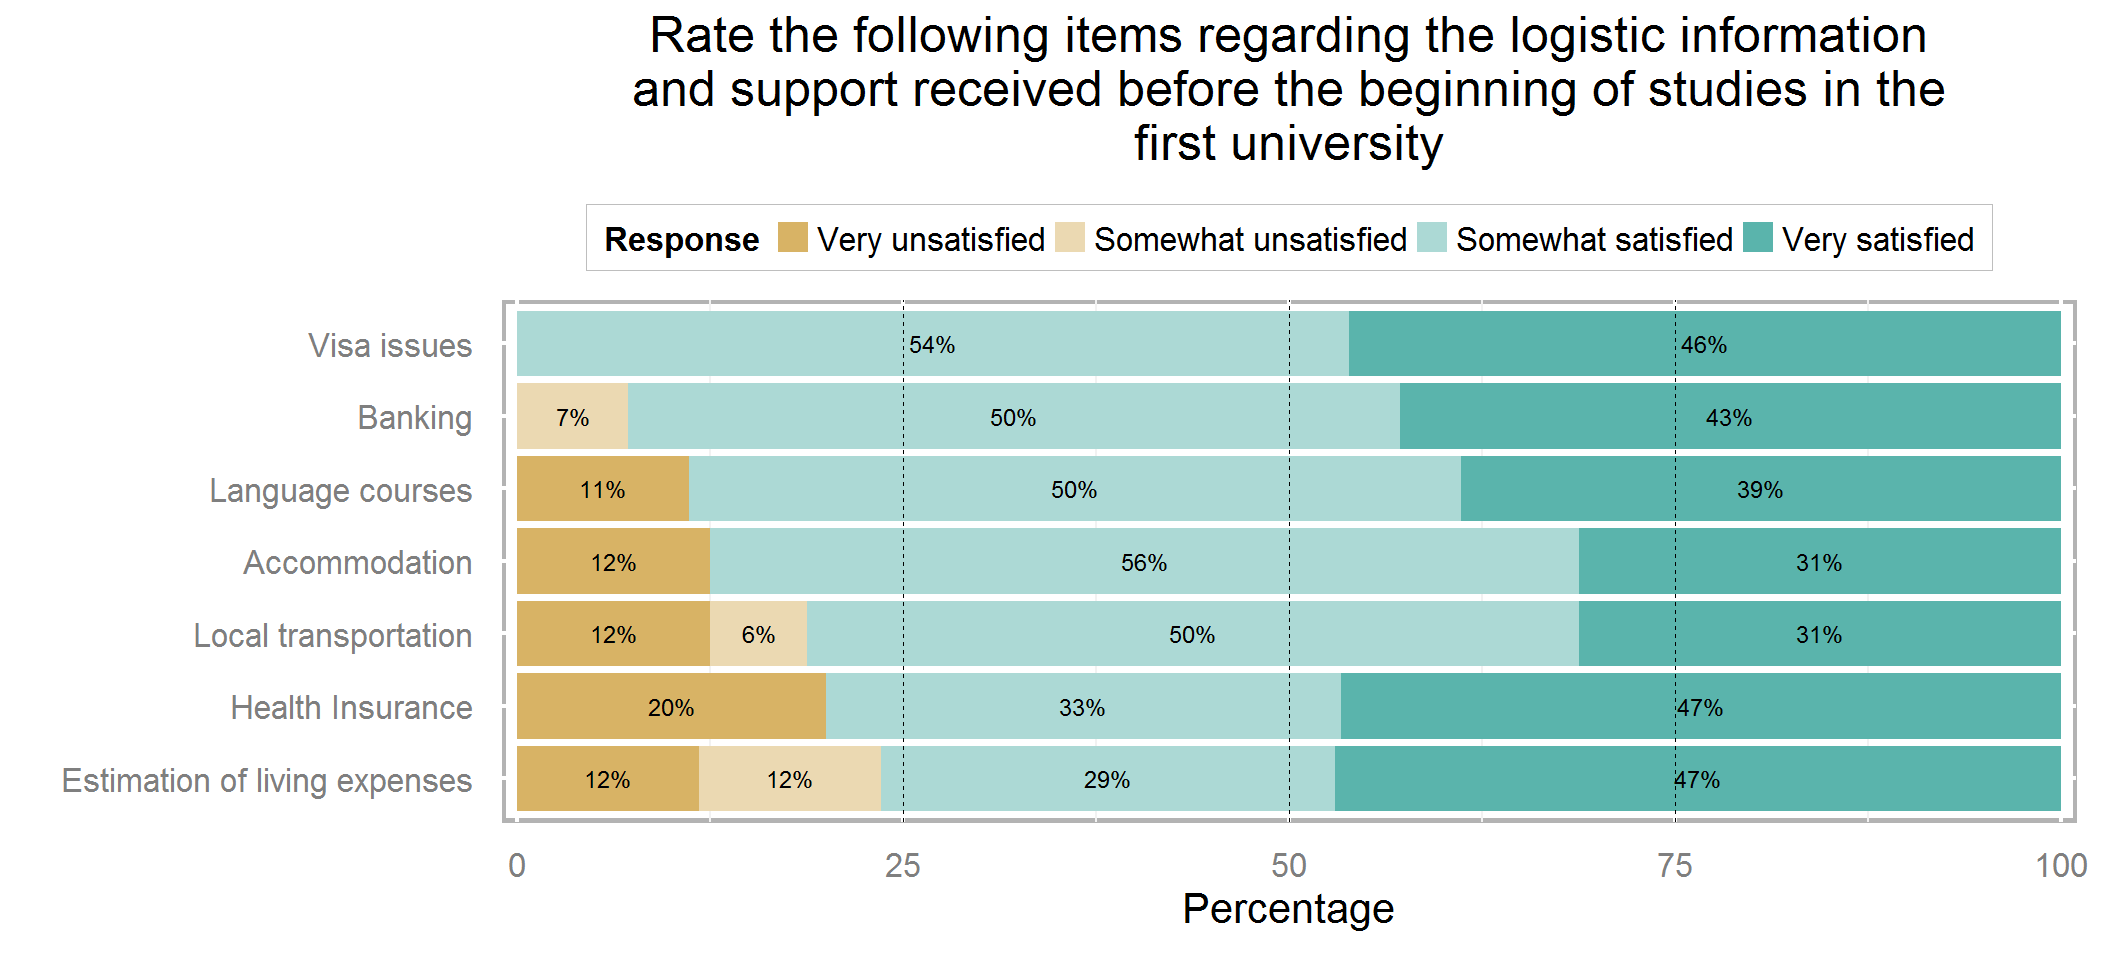 Rate the following items regarding the logistic information
and support received before the beginning of studies in the
first university
Response Very unsatisfied Somewhat unsatisfied Somewhat satisfied Very satisfied
Visa issues 54% 46%
Banking 7% 50% 43%
Language courses 11% 50% 39%
Accommodation 12% 56% 31%
Local transportation 12% 6% 50% 31%
Health Insurance 20% 33% 47%
Estimation of living expenses 12% 12% 29% 47%
0 25 50 75 100
Percentage